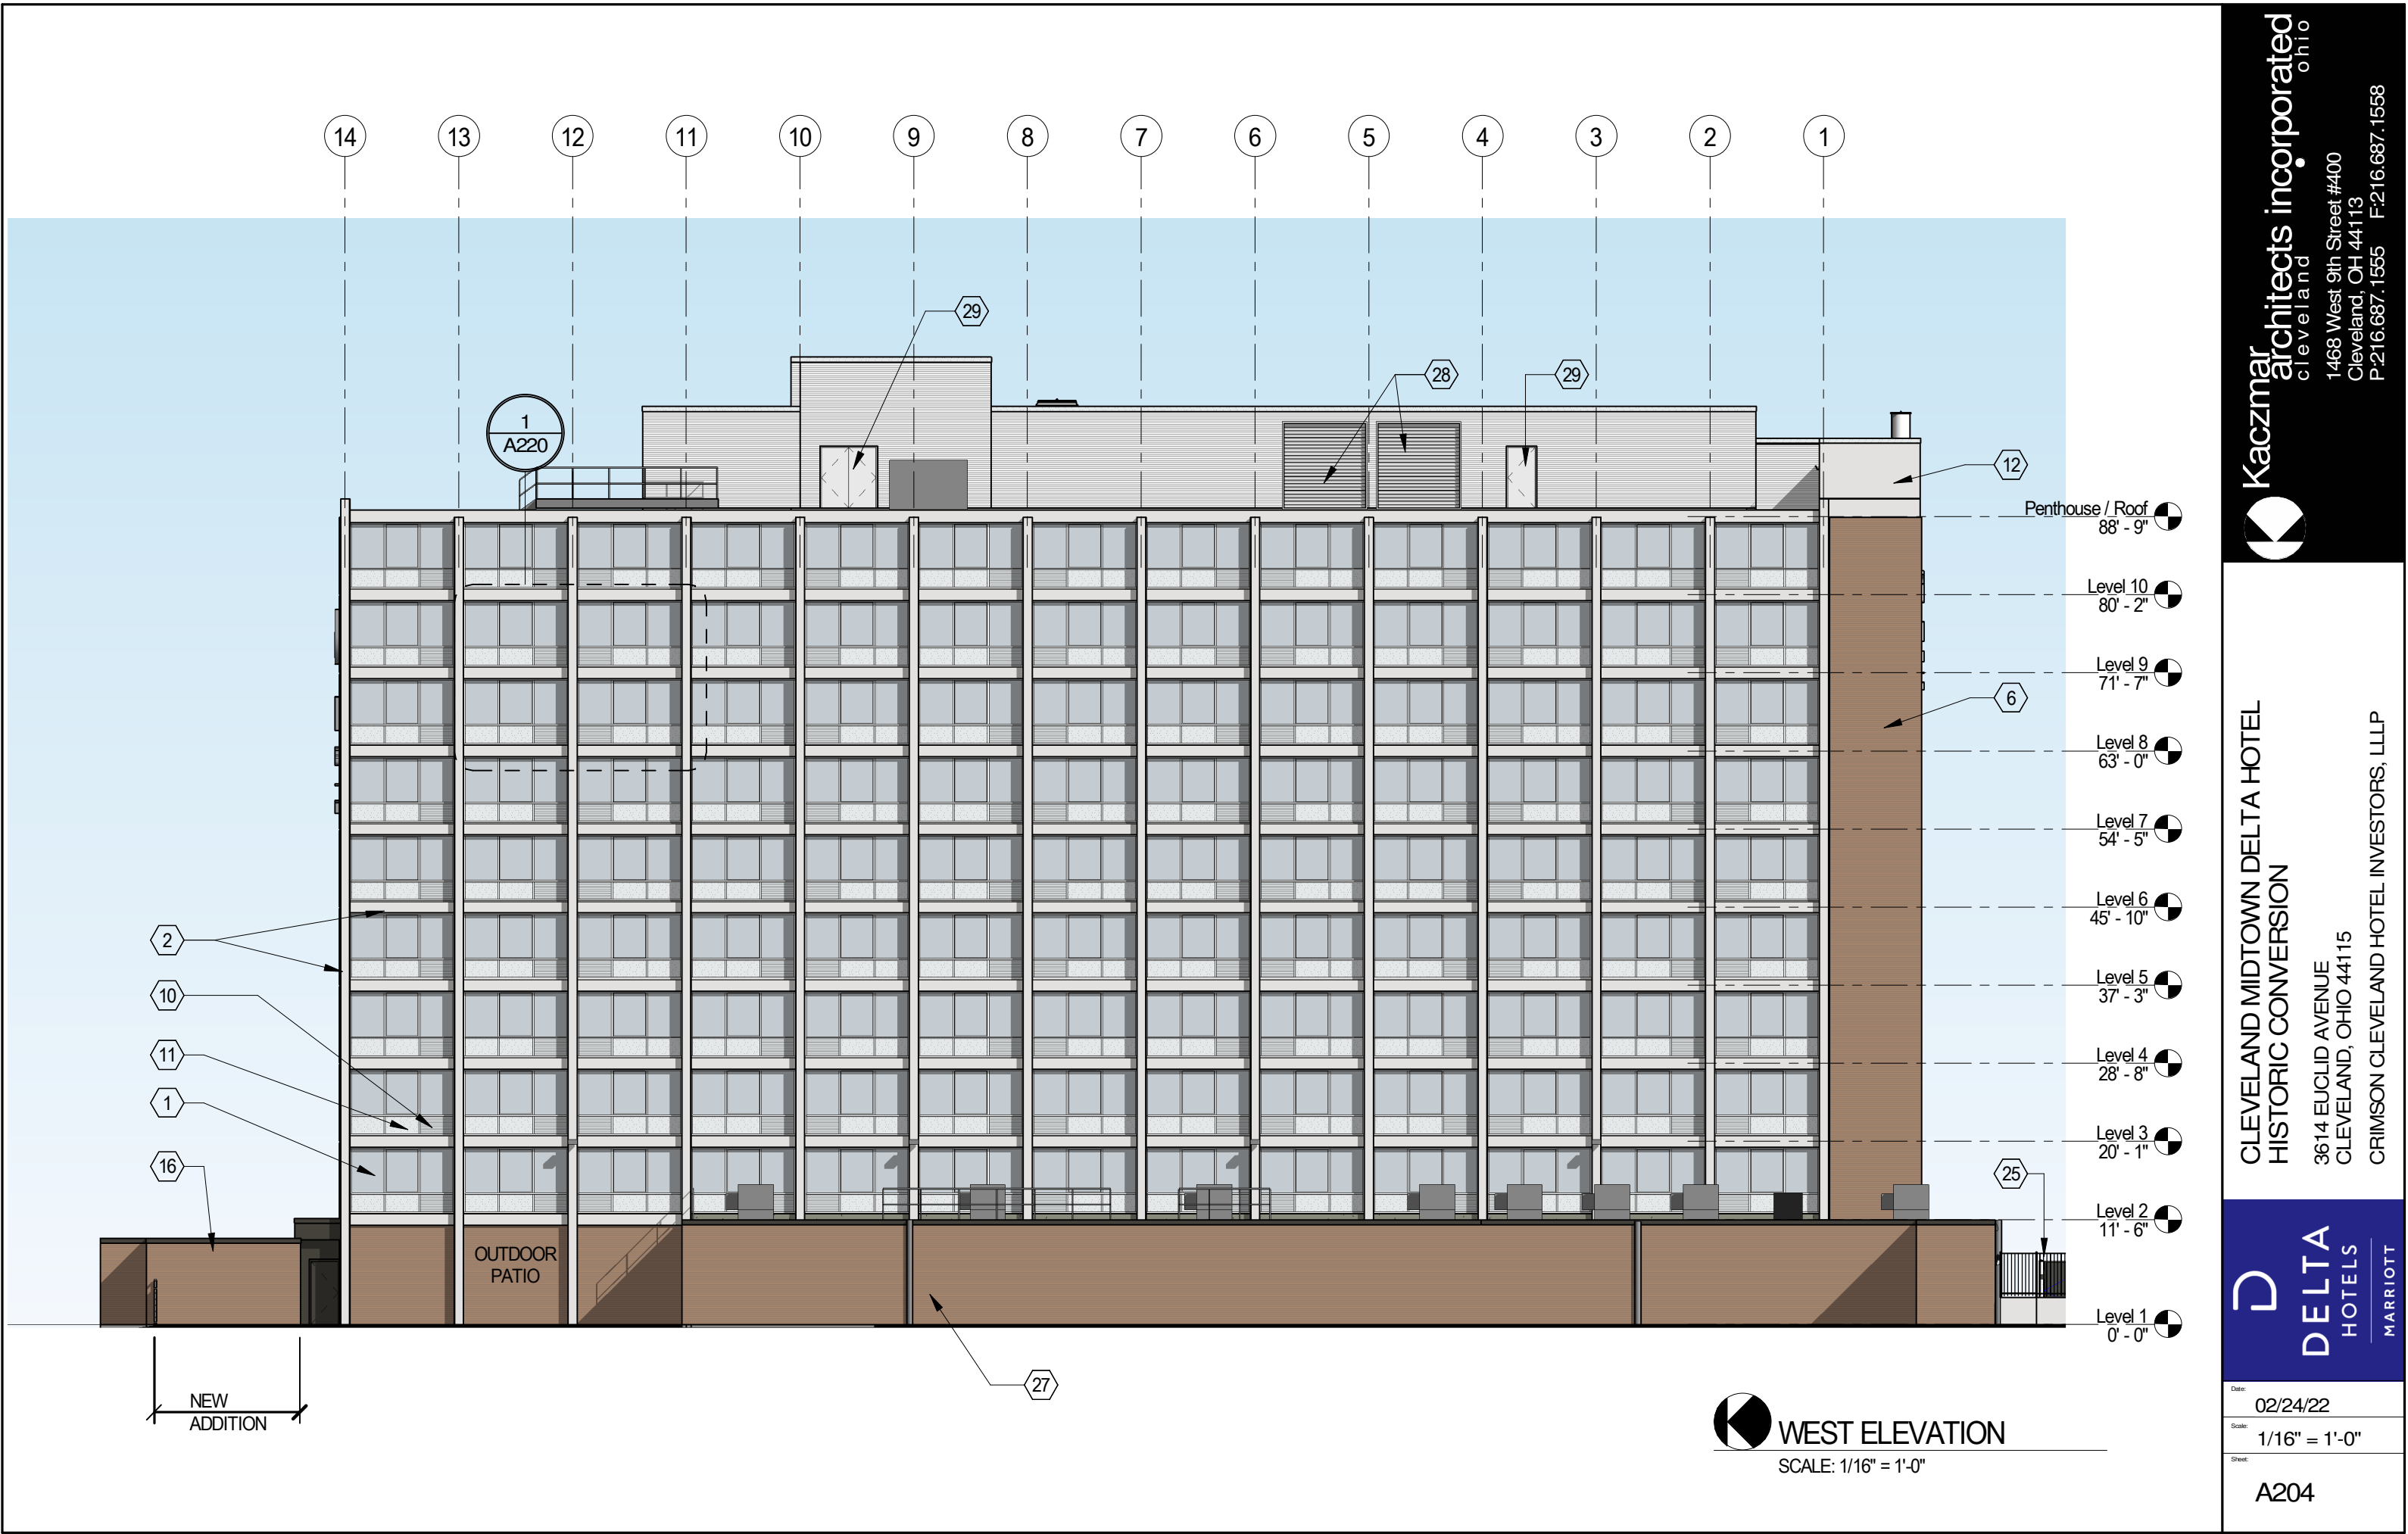 14
13
12
11
10
9
8
7
6
5
4
3
2
1
29
28
29
1
A220
12
Penthouse / Roof
88' - 9"
Level 10
80' - 2"
Level 9
71' - 7"
6
Level 8
63' - 0"
Level 7
54' - 5"
Level 6
45' - 10"
2
Level 5
37' - 3"
10
Level 4
28' - 8"
11
1
Level 3
20' - 1"
16
25
Level 2
11' - 6"
OUTDOOR
PATIO
Level 1
0' - 0"
27
NEW
ADDITION
WEST ELEVATION
SCALE: 1/16" = 1'-0"
Kaczmar
architects incorporated
cleveland ohio
1468 West 9th Street #400
Cleveland, OH 44113
P:216.687.1555 F:216.687.1558
CLEVELAND MIDTOWN DELTA HOTEL
HISTORIC CONVERSION
3614 EUCLID AVENUE
CLEVELAND, OHIO 44115
CRIMSON CLEVELAND HOTEL INVESTORS, LLLP
DELTA
HOTELS
MARRIOTT
Date:
02/24/22
Scale:
1/16" = 1'-0"
Sheet:
A204